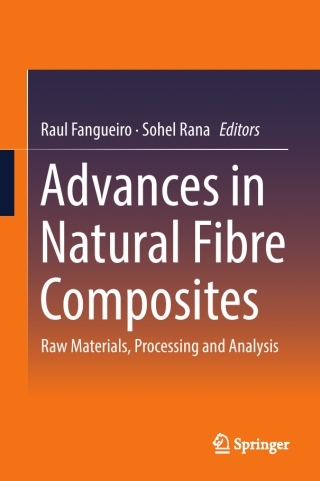 Raul Fangueiro · Sohel Rana Editors
Advances in
Natural Fibre
Composites
Raw Materials, Processing and Analysis
Springer